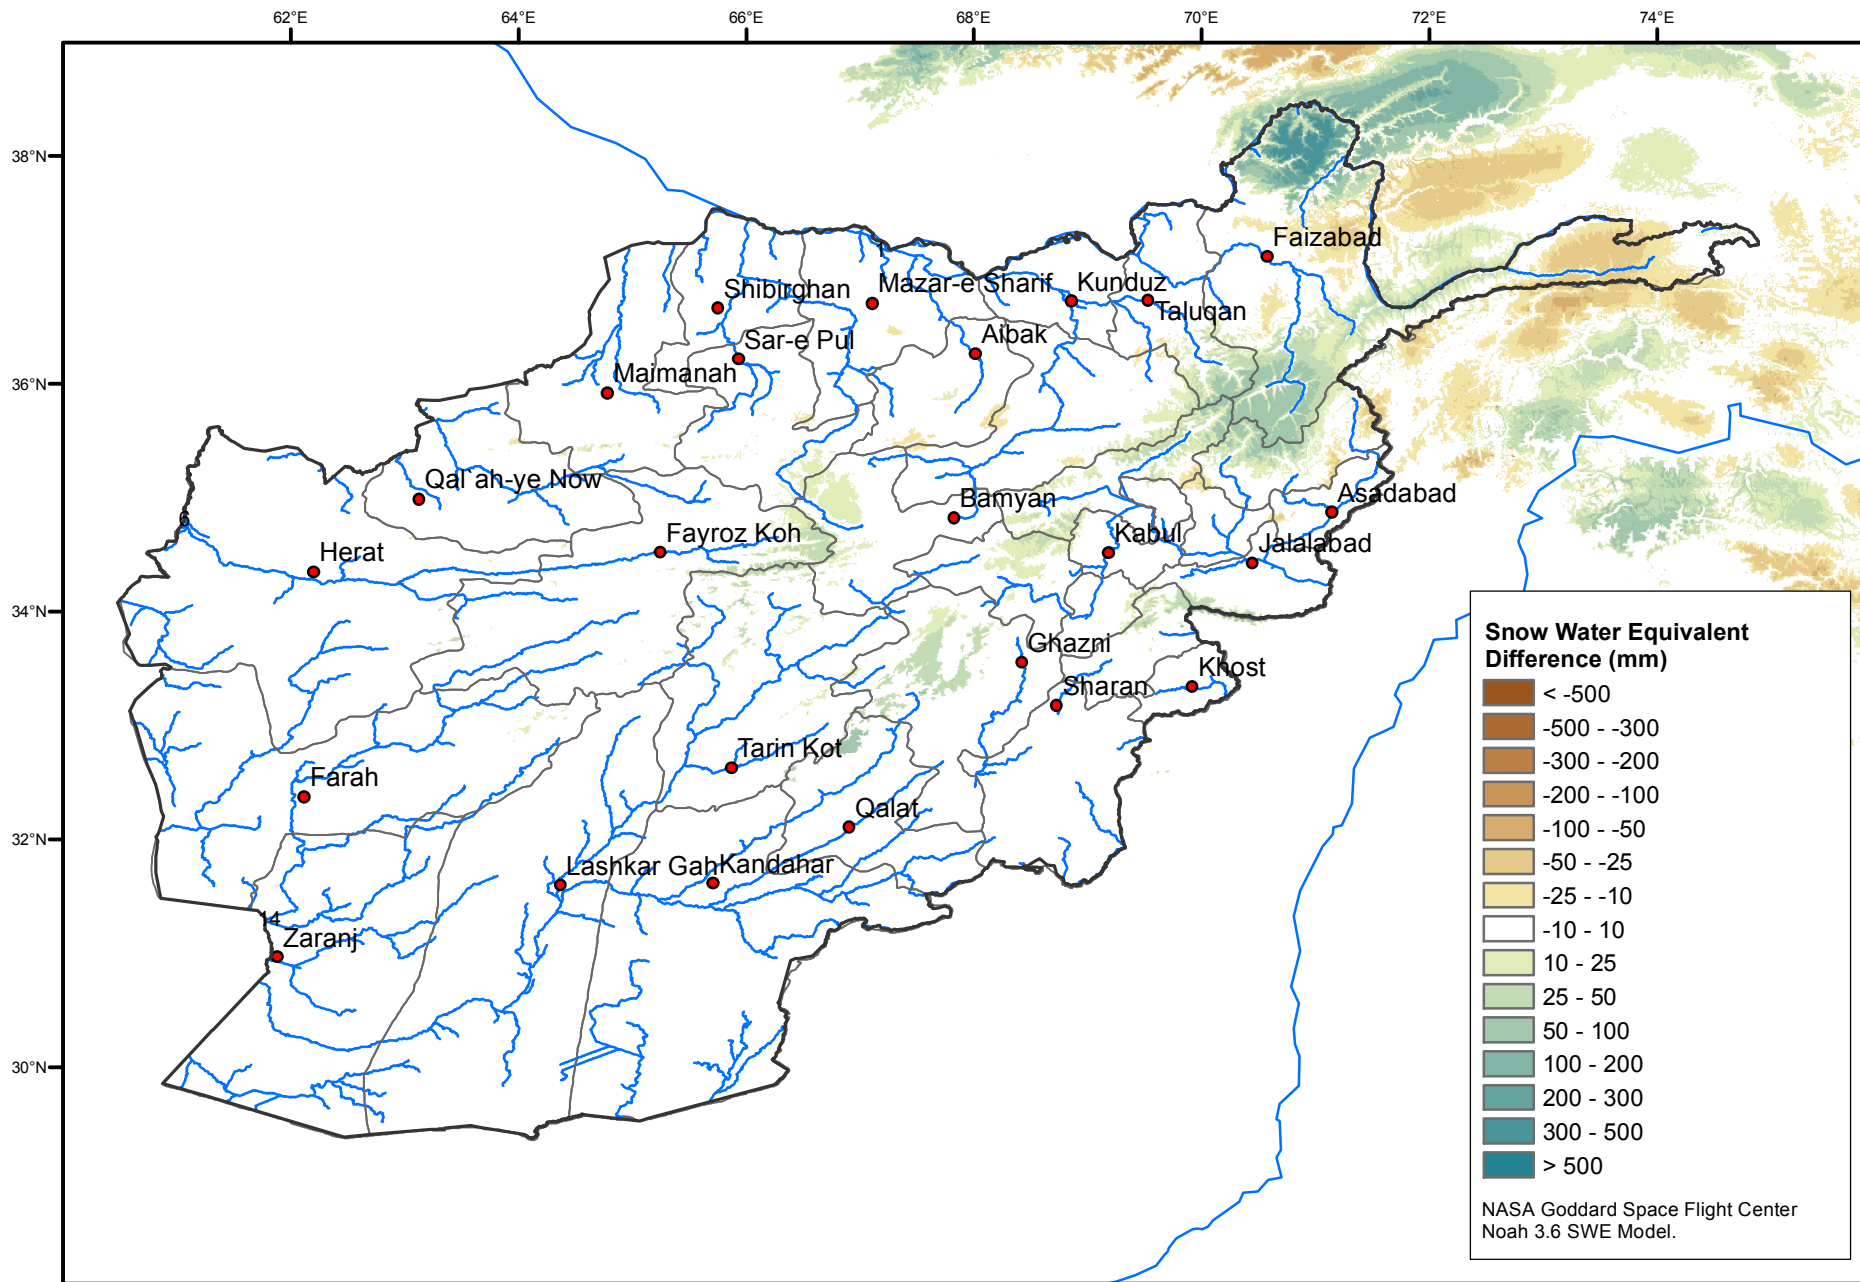 62°E
64°E
66°E
68°E
70°E
72°E
74°E
38°N
36°N
34°N
32°N
30°N
Faizabad
Mazar-e Sharif
Kunduz
Shibirghan
Taluqan
Sar-e Pul
Aibak
Maimanah
Qal`ah-ye Now
Bamyan
Asadabad
6
Fayroz Koh
Kabul
Herat
Jalalabad
Ghazni
Khost
Sharan
Tarin Kot
Farah
Qalat
Lashkar Gah
Kandahar
14
Zaranj
Snow Water Equivalent
Difference (mm)
< -500
-500 - -300
-300 - -200
-200 - -100
-100 - -50
-50 - -25
-25 - -10
-10 - 10
10 - 25
25 - 50
50 - 100
100 - 200
200 - 300
300 - 500
> 500
NASA Goddard Space Flight Center
Noah 3.6 SWE Model.